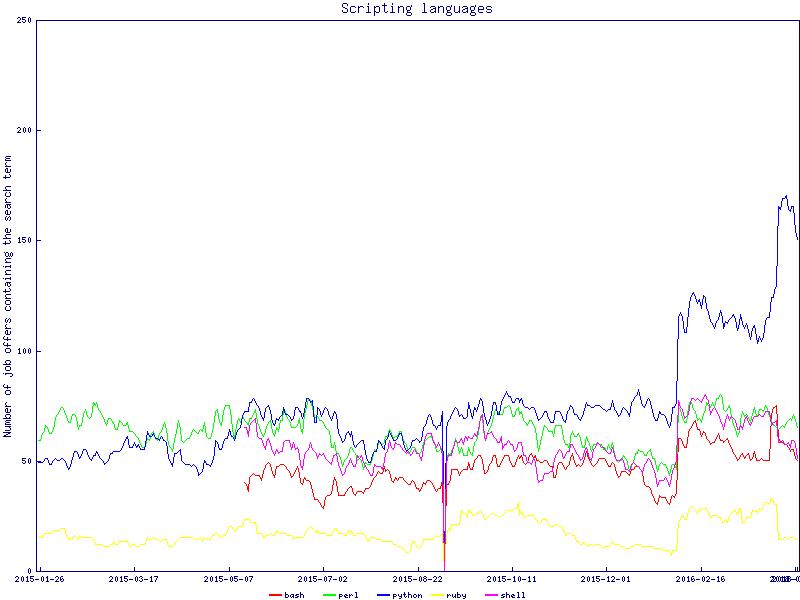 Scripting languages
Number of job offers containing the search term
250
200
150
100
50
0
2015-01-26 2015-03-17 2015-05-07 2015-07-02 2015-08-22 2015-10-11 2015-12-01 2016-02-16
bash perl python ruby shell